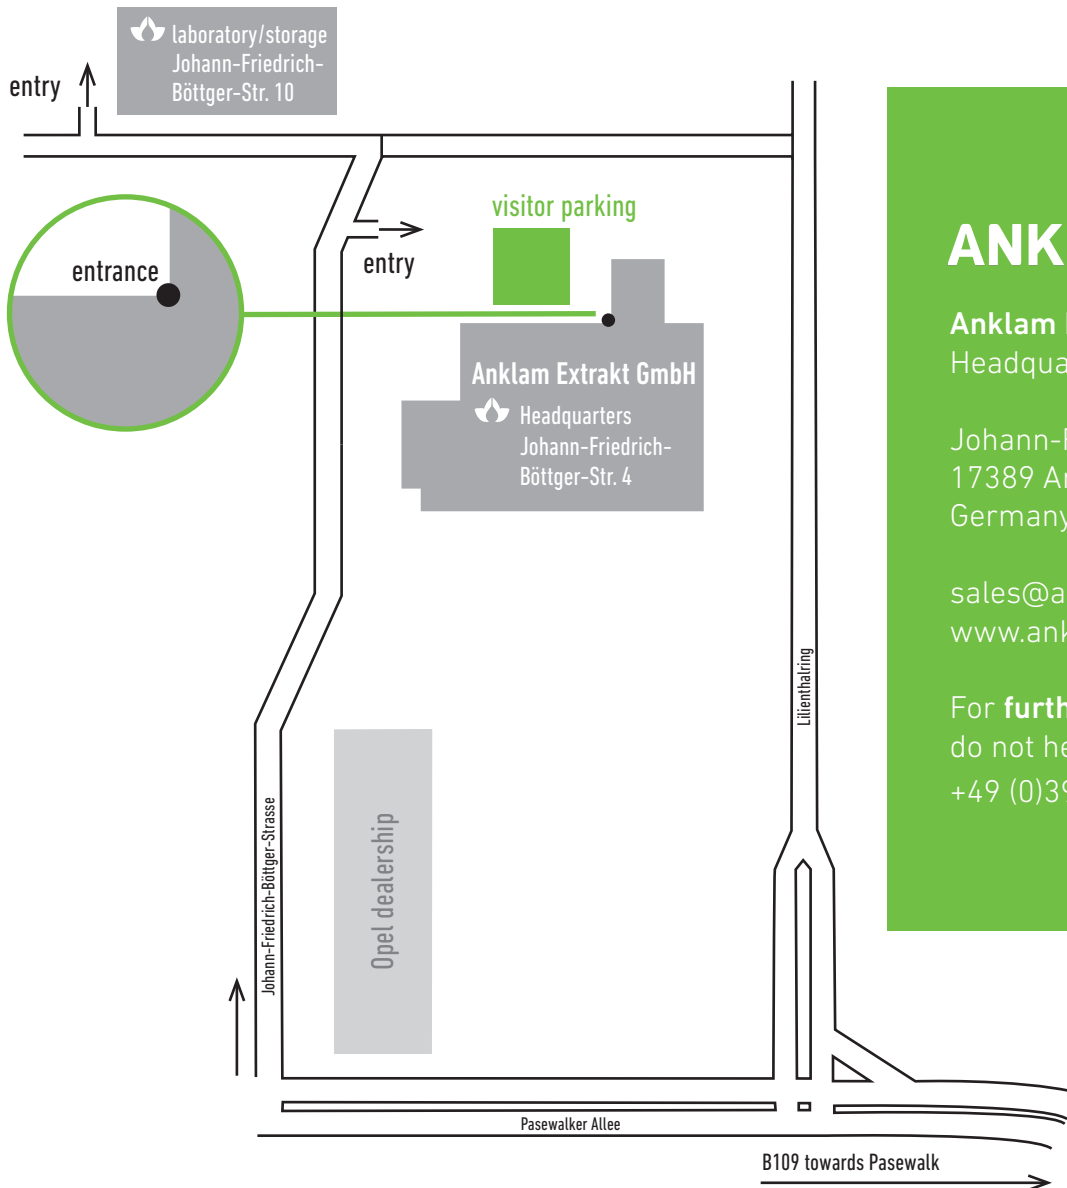 laboratory/storage
Johann-Friedrich-
Böttger-Str. 10
entry
visitor parking
entrance
entry
Anklam Extrakt GmbH
Headquarters
Johann-Friedrich-
Böttger-Str. 4
Lilienthalring
Johann-Friedrich-Böttger-Strasse
Opel dealership
Pasewalker Allee
B109 towards Pasewalk
ANK
Anklam
Headqua
Johann-
17389 A
Germany
sales@a
www.ank
For furth
do not he
+49 (0)39